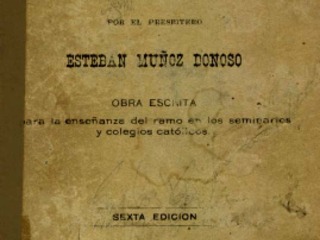 POR EL PRESBITERO
ESTEBAN MUÑOZ DONOSO
OBRA ESCRITA
para la enseñanza del ramo en los seminarios
y colegios católicos.
SEXTA EDICION